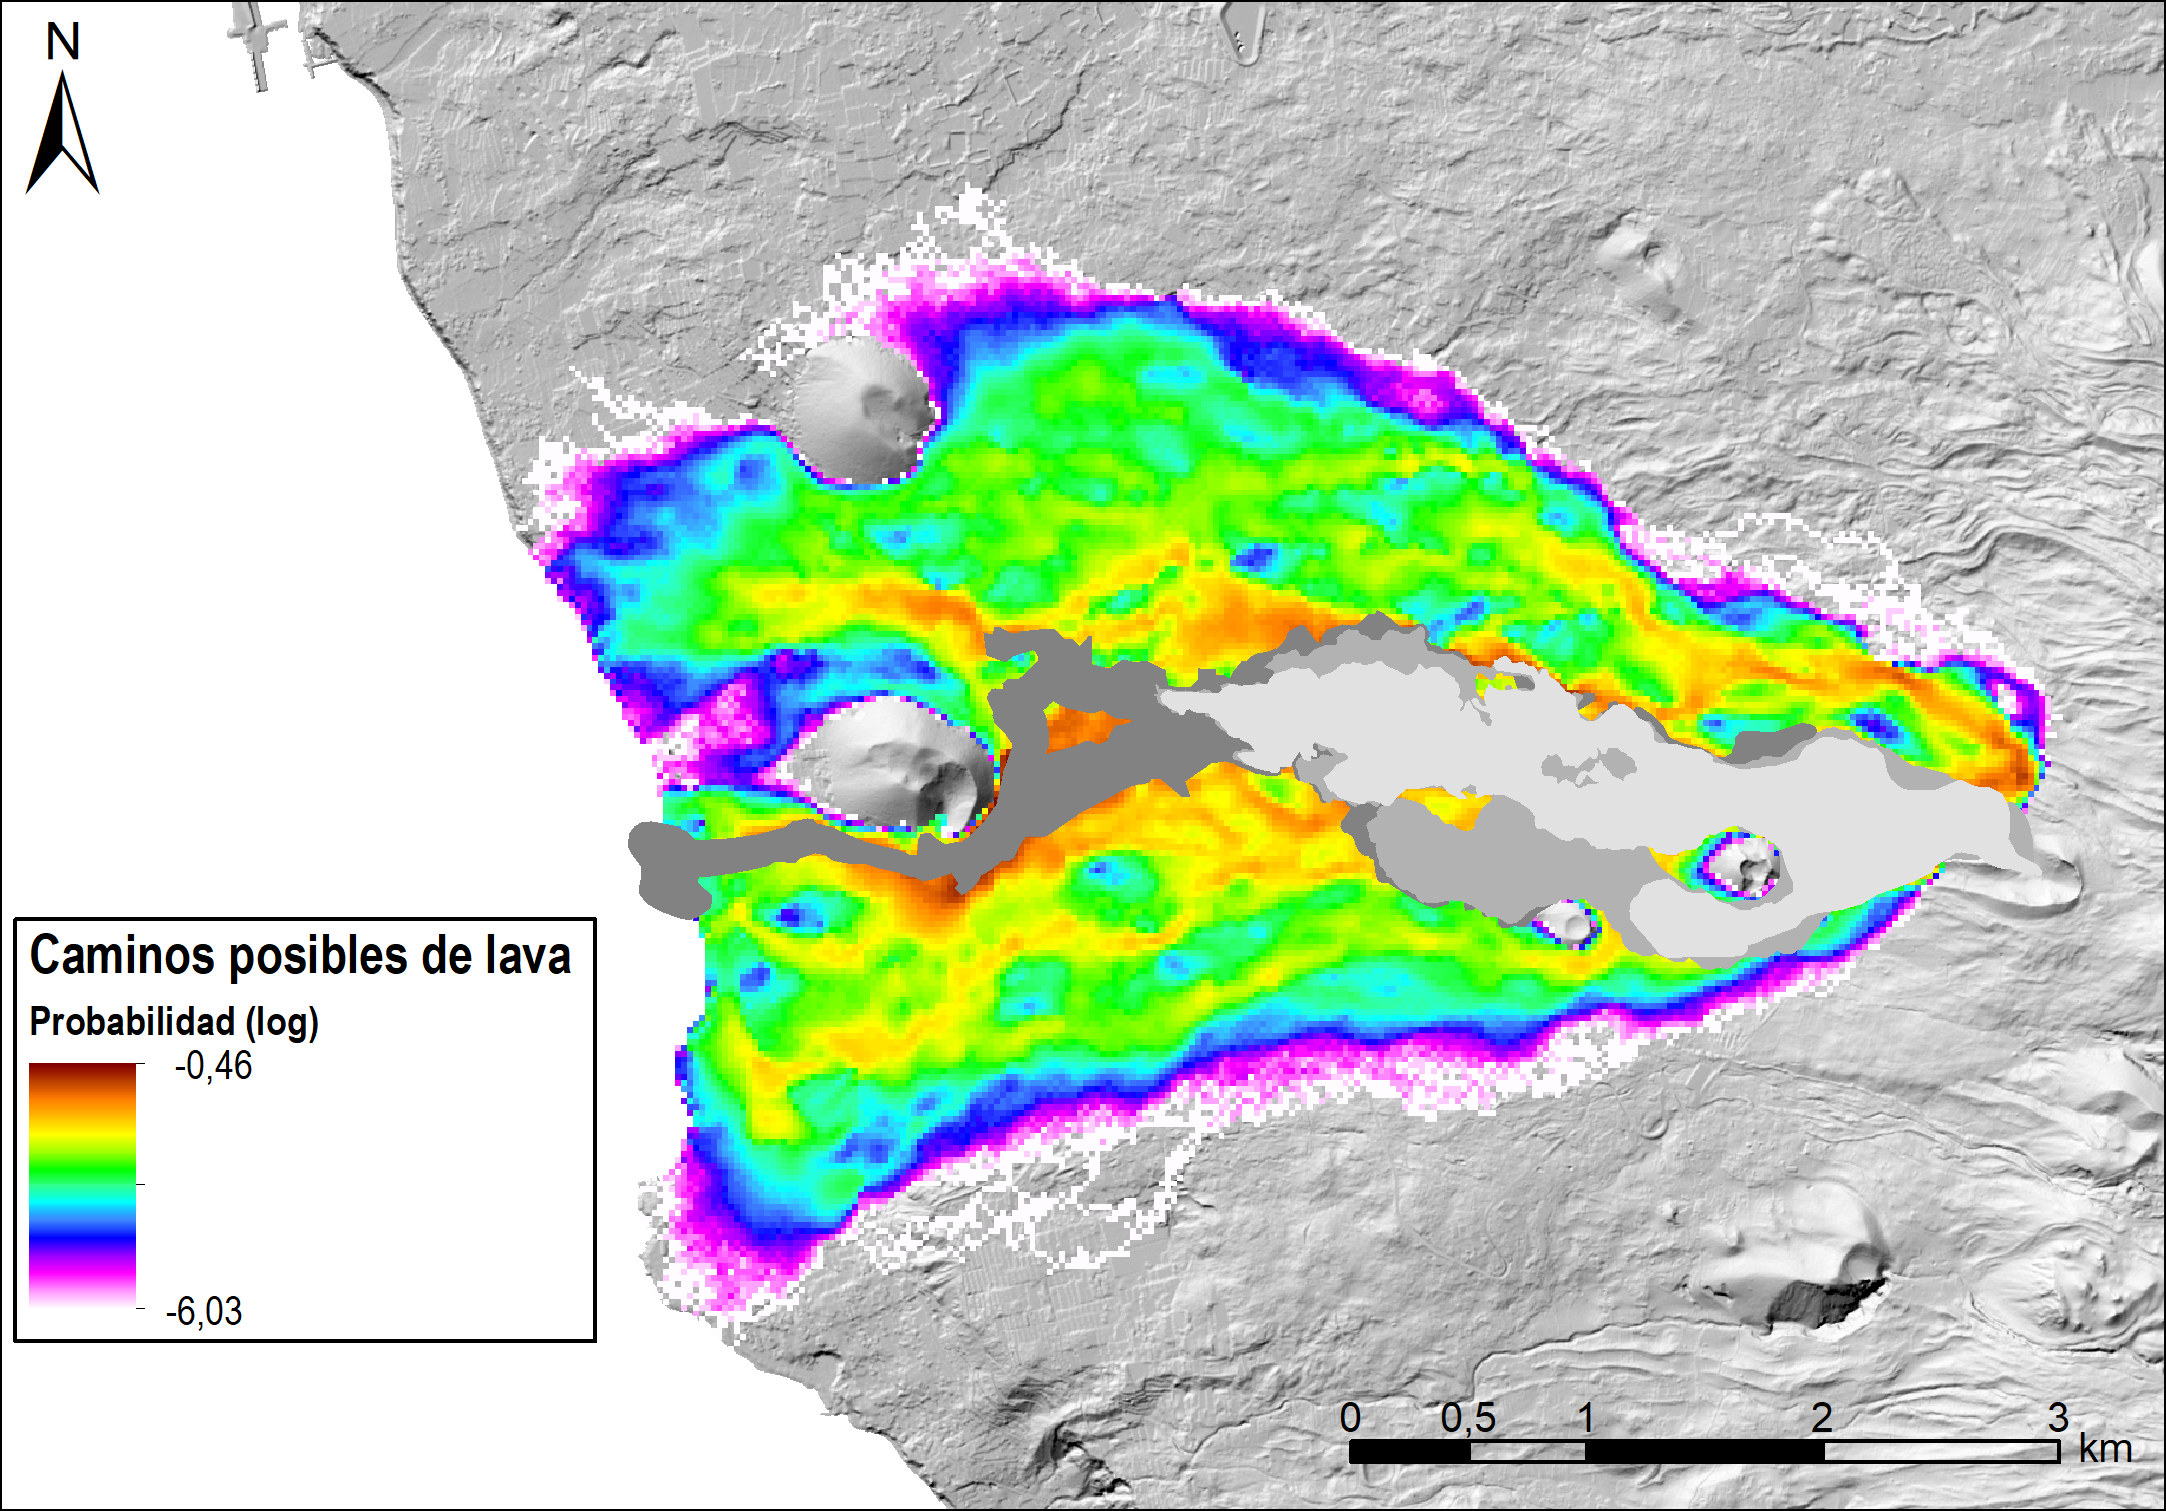 N
Caminos posibles de lava
Probabilidad (log)
-0,46
-6,03
0 0,5 1 2 3
km